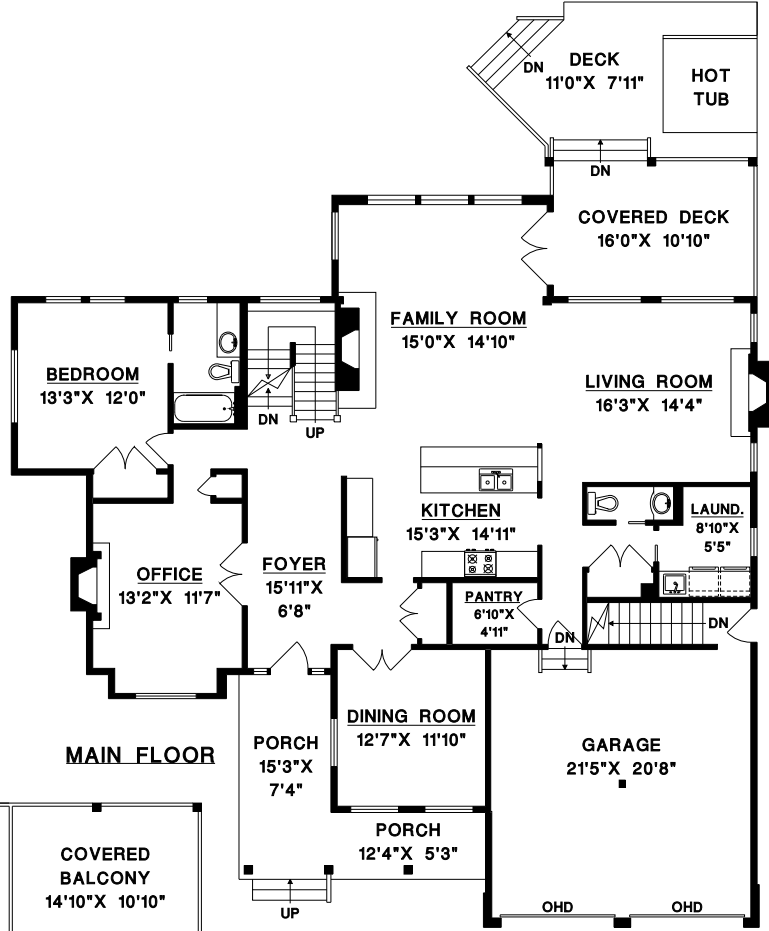 DECK
11'0"X 7'11"
HOT
TUB
DN
DN
COVERED DECK
16'0"X 10'10"
FAMILY ROOM
15'0"X 14'10"
BEDROOM
13'3"X 12'0"
LIVING ROOM
16'3"X 14'4"
DN
UP
KITCHEN
15'3"X 14'11"
LAUND.
8'10"X
5'5"
OFFICE
13'2"X 11'7"
FOYER
15'11"X
6'8"
PANTRY
6'10"X
4'11"
DN
DN
DINING ROOM
12'7"X 11'10"
MAIN FLOOR
PORCH
15'3"X
7'4"
GARAGE
21'5"X 20'8"
PORCH
12'4"X 5'3"
COVERED
BALCONY
14'10"X 10'10"
UP
OHD
OHD